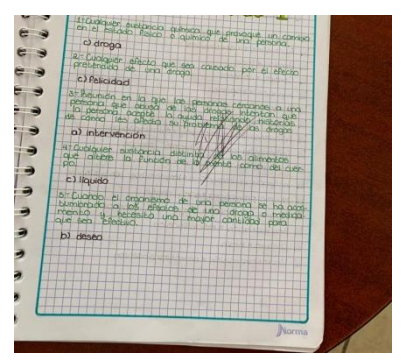 1-Cualquier sustancia química que provoque un cambio
en el estado físico o químico de una persona.
c) droga
2-Cualquier efecto que sea causado por el efecto
pretendido de una droga.
c) Felicidad
3-Reunión en la que las personas cercanas a una
persona que abusa de las drogas intentan que
la persona acepte la ayuda relatando historias
de cómo les afecta su problema de las drogas
a) intervención
4-Cualquier sustancia distinta de los alimentos
que altere la función de la mente como del cuer-
po.
c) líquido
5-Cuando el organismo de una persona se ha acos-
tumbrado a los efectos de una droga o medica-
mento y necesita una mayor cantidad para
que sea efectivo.
b) deseo
Norma